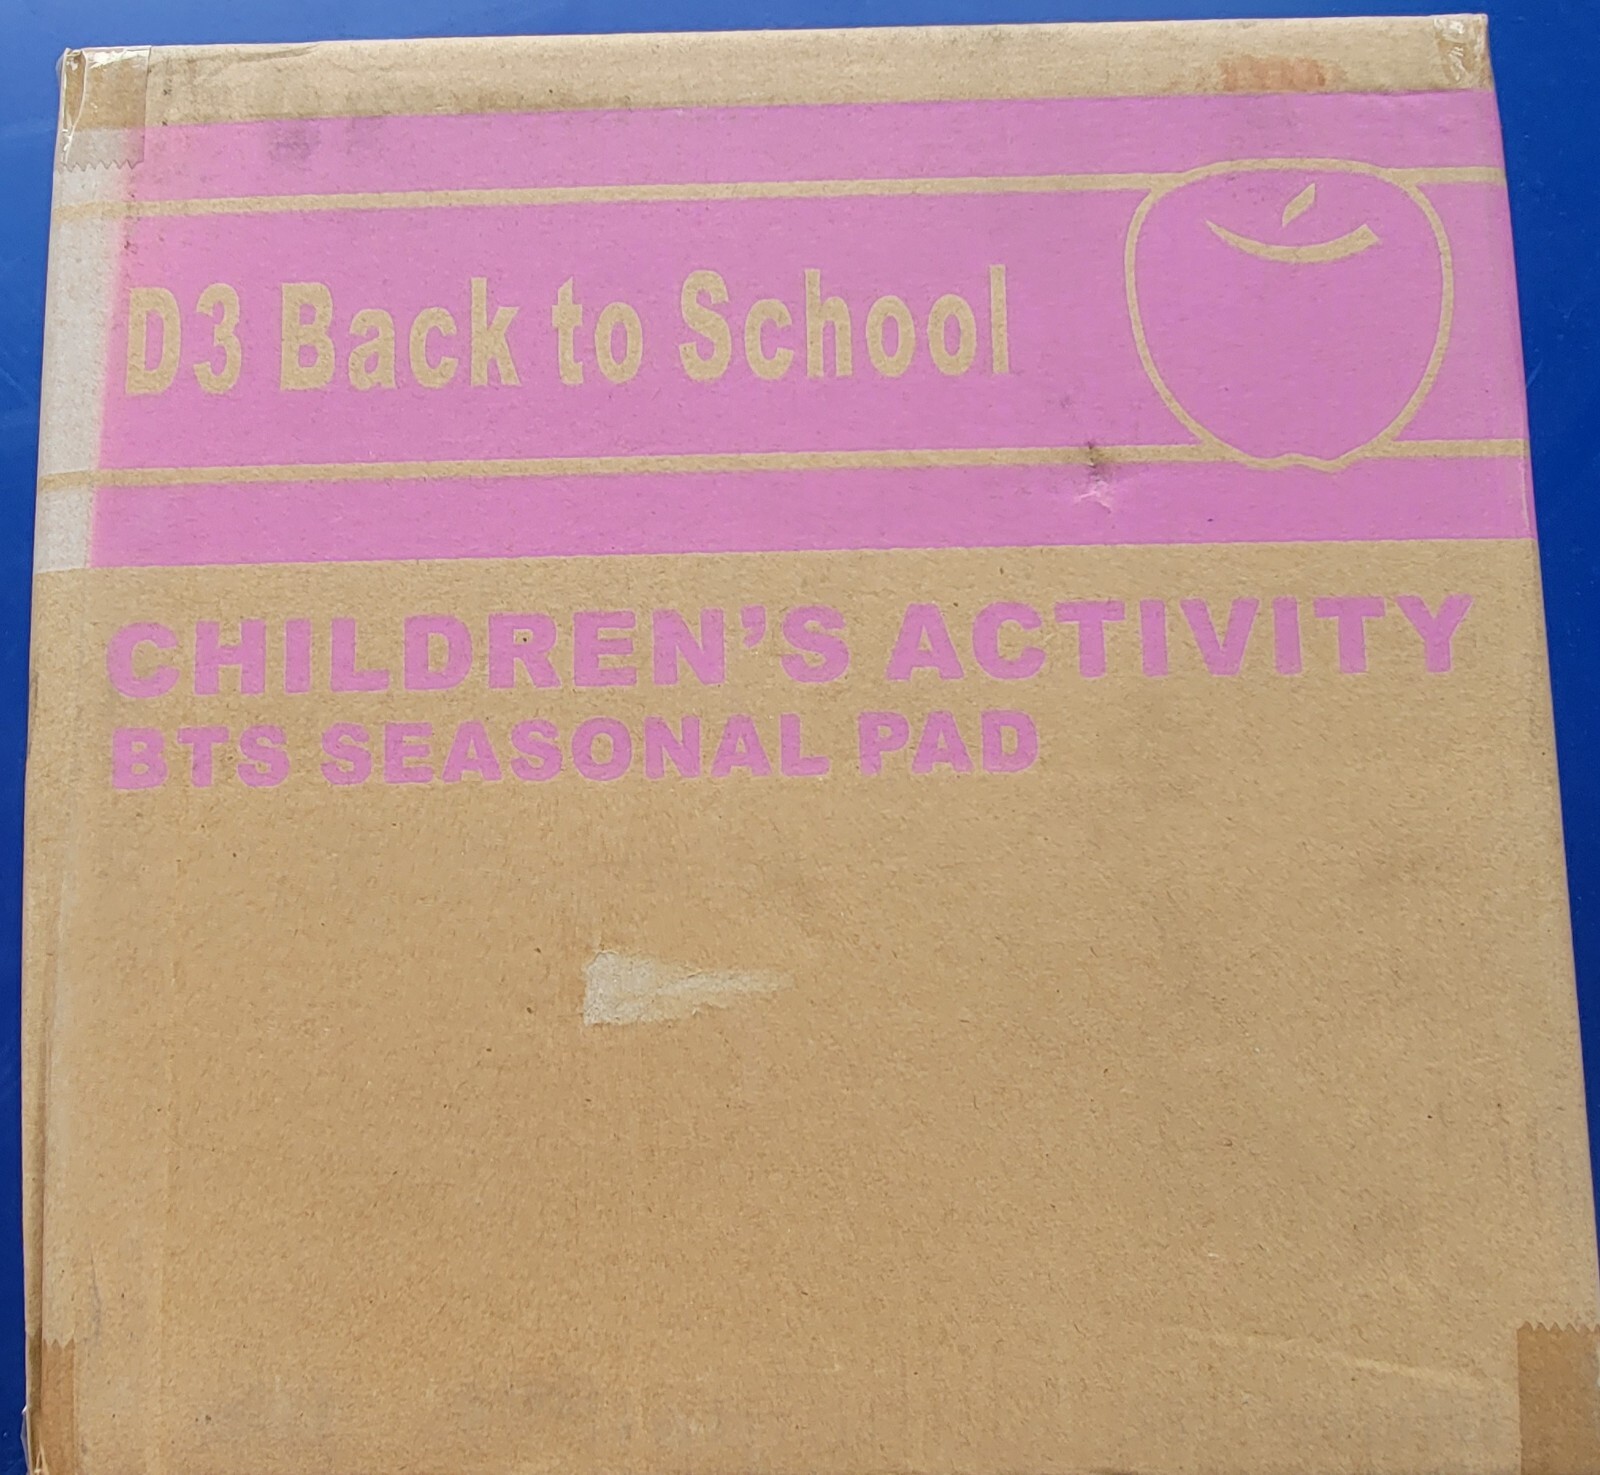 D3 Back to School
CHILDREN'S ACTIVITY
BTS SEASONAL PAD